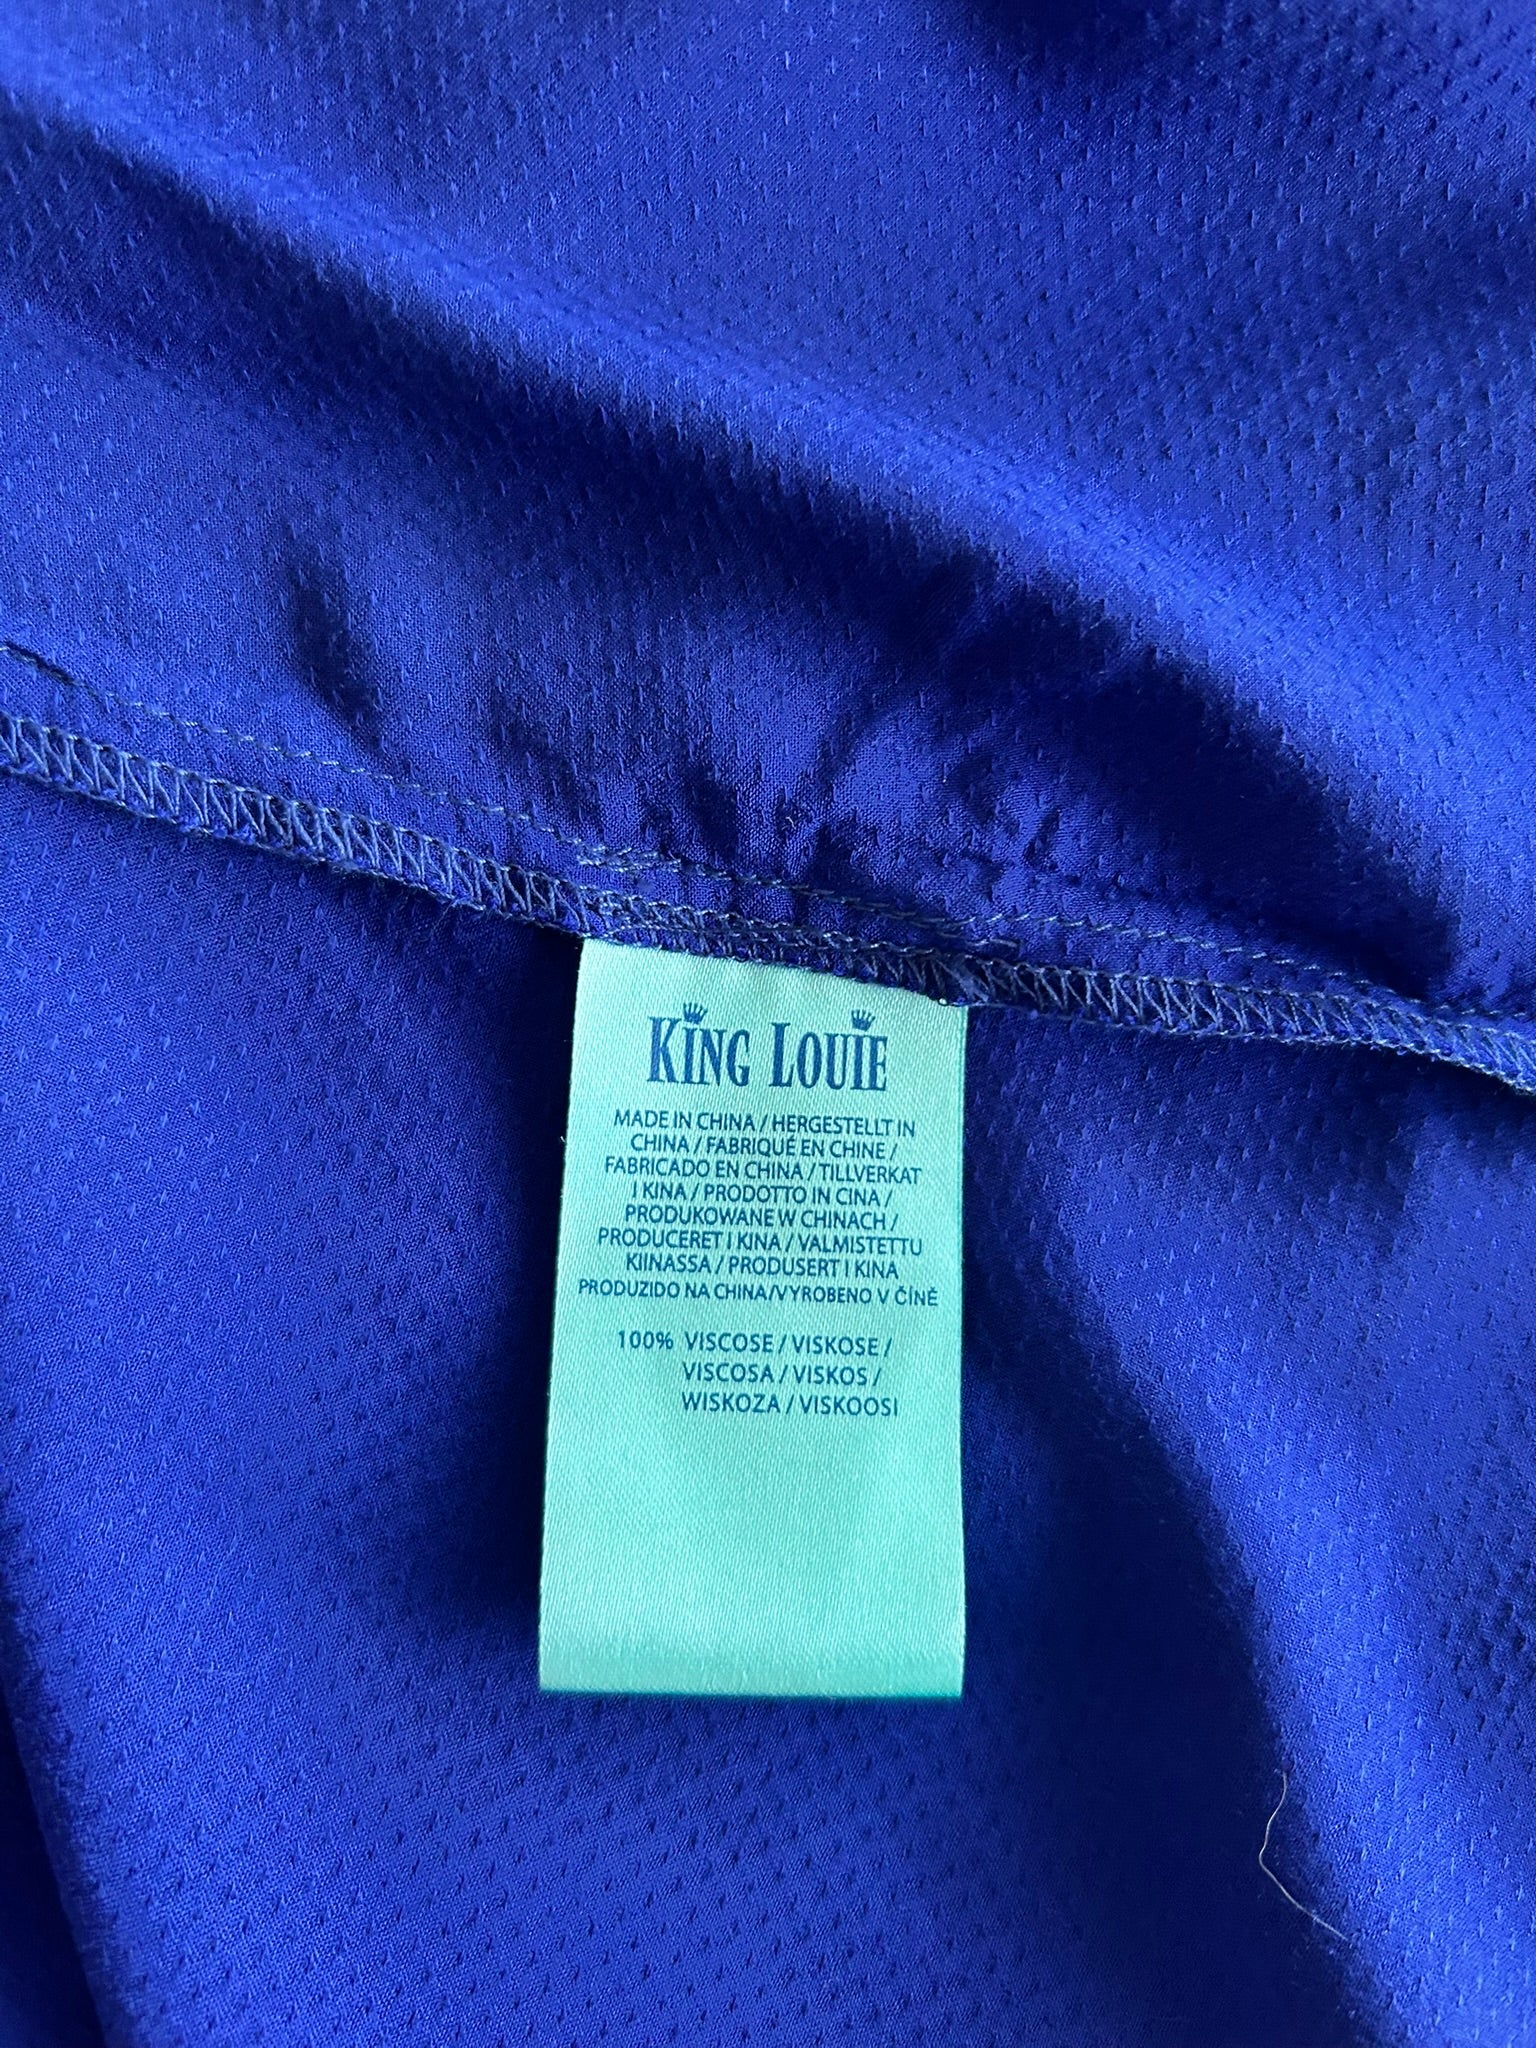 KING LOUIE
MADE IN CHINA / HERGESTELLT IN
CHINA / FABRIQUÉ EN CHINE /
FABRICADO EN CHINA / TILLVERKAT
I KINA / PRODOTTO IN CINA /
PRODUKOWANE W CHINACH /
PRODUCERET I KINA / VALMISTETTU
KIINASSA / PRODUSERT I KINA
PRODUZIDO NA CHINA/VYROBENO V ČÍNĚ
100% VISCOSE / VISKOSE /
VISCOSA / VISKOS /
WISKOZA / VISKOOSI